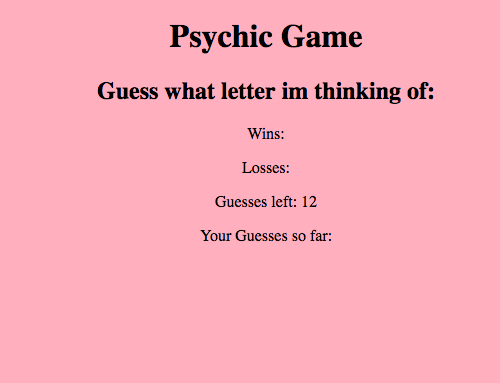 Psychic Game
Guess what letter im thinking of:
Wins:
Losses:
Guesses left: 12
Your Guesses so far: